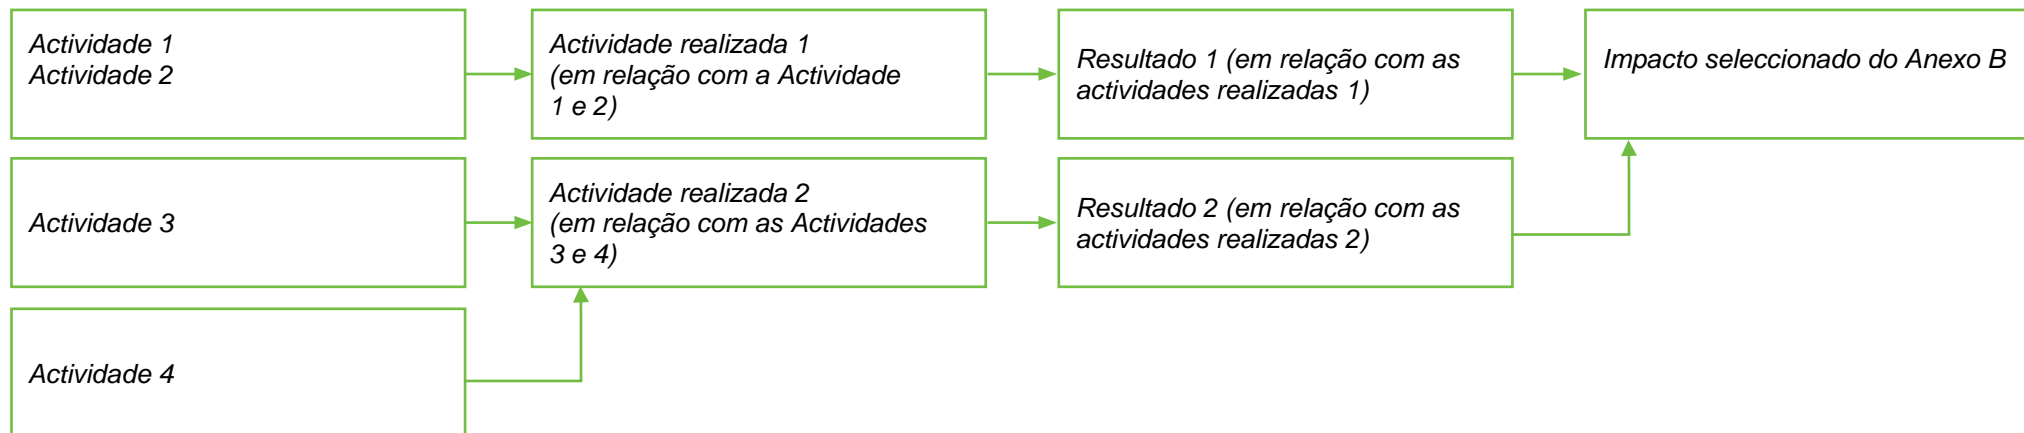 Actividade 1
Actividade 2
Actividade realizada 1
(em relação com a Actividade
1 e 2)
Resultado 1 (em relação com as
actividades realizadas 1)
Impacto seleccionado do Anexo B
Actividade 3
Actividade realizada 2
(em relação com as Actividades
3 e 4)
Resultado 2 (em relação com as
actividades realizadas 2)
Actividade 4